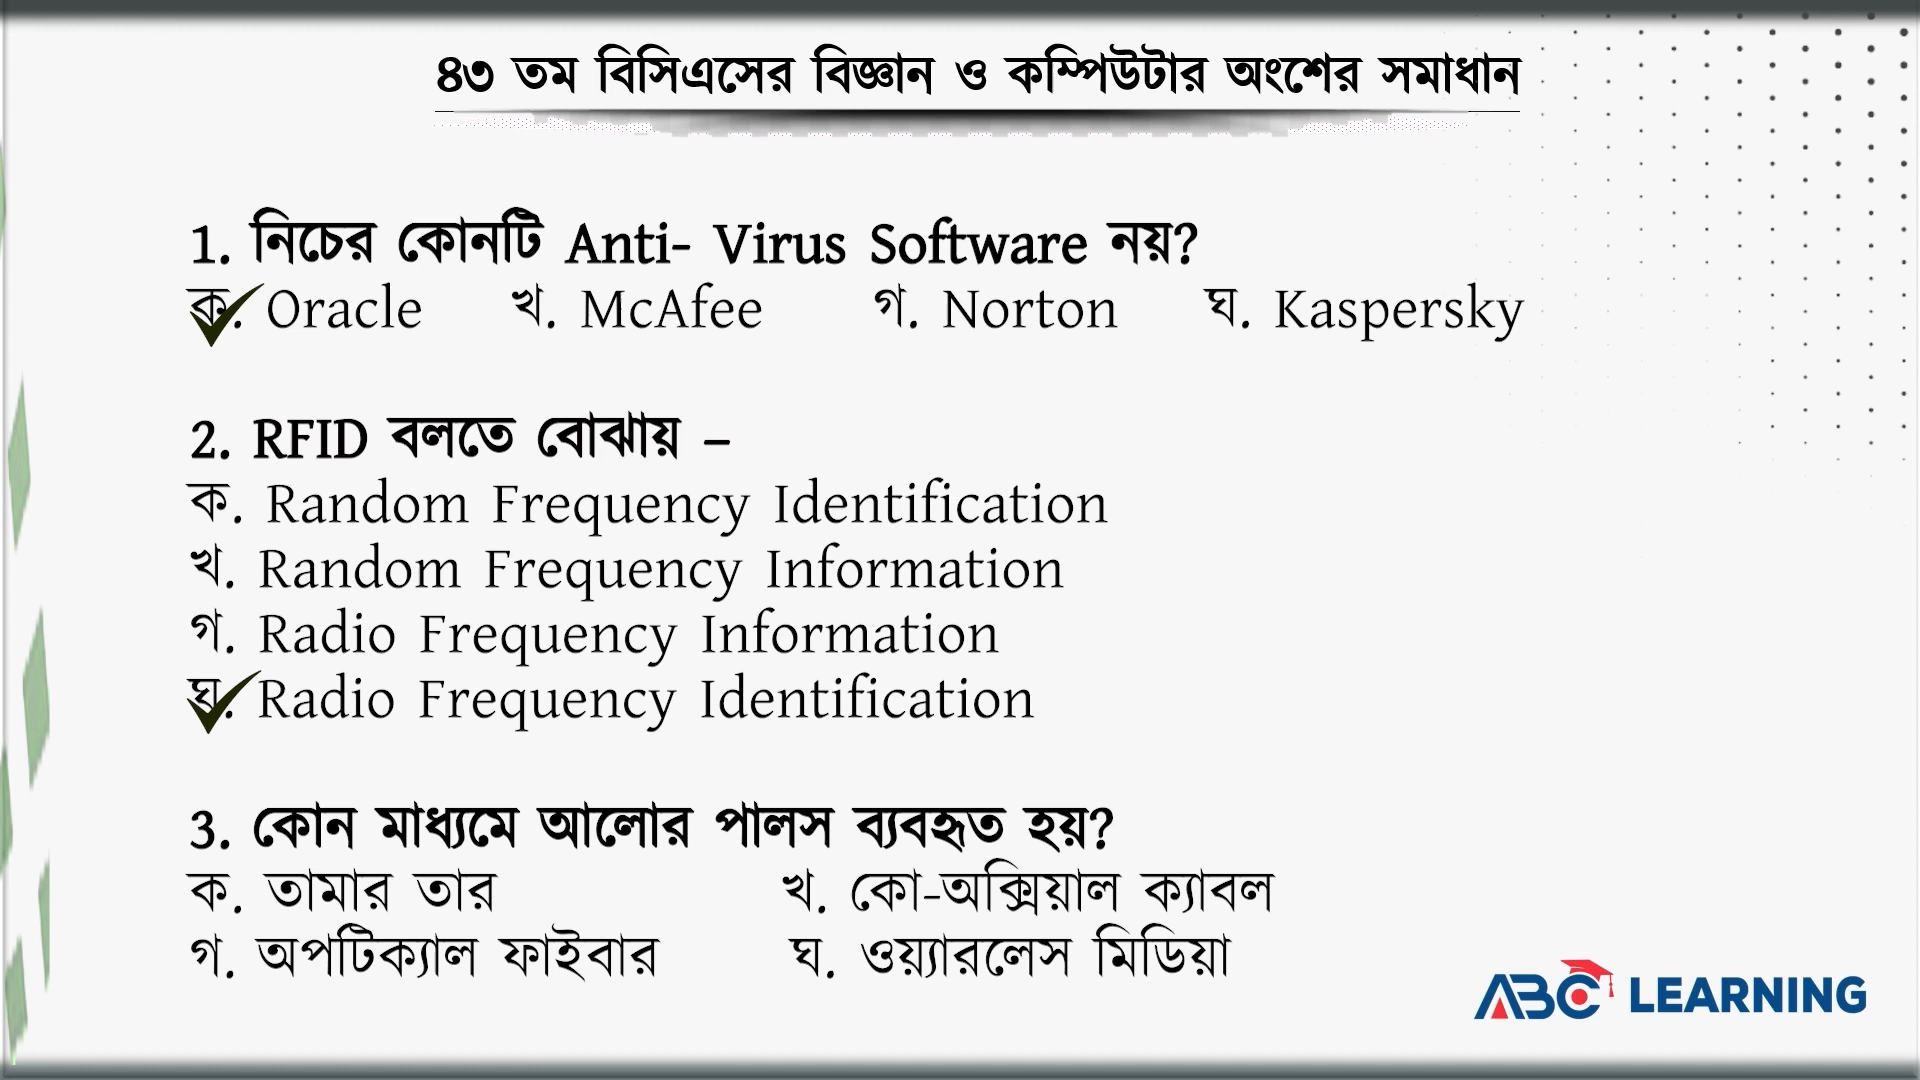 ৪৩ তম বিসিএসের বিজ্ঞান ও কম্পিউটার অংশের সমাধান
1. নিচের কোনটি Anti- Virus Software নয়?
ক. Oracle খ. McAfee গ. Norton ঘ. Kaspersky
2. RFID বলতে বোঝায় –
ক. Random Frequency Identification
খ. Random Frequency Information
গ. Radio Frequency Information
ঘ. Radio Frequency Identification
3. কোন মাধ্যমে আলোর পালস ব্যবহৃত হয়?
ক. তামার তার খ. কো-অক্সিয়াল ক্যাবল
গ. অপটিক্যাল ফাইবার ঘ. ওয়্যারলেস মিডিয়া
ABC LEARNING